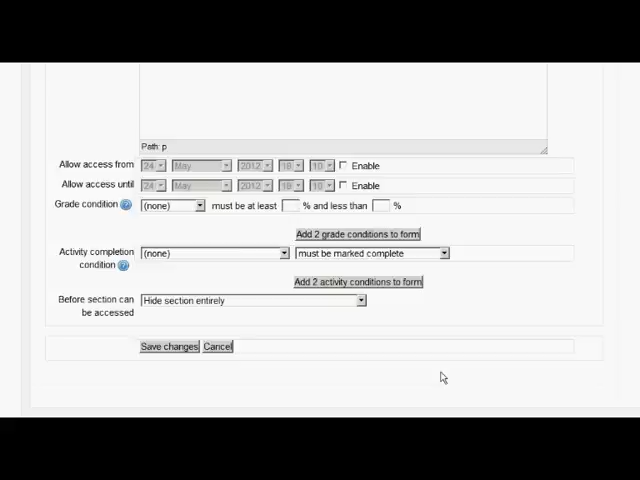 Path: p
Allow access from 24 May 2012 18 10 Enable
Allow access until 24 May 2012 18 10 Enable
Grade condition (none) must be at least % and less than %
Add 2 grade conditions to form
Activity completion condition (none) must be marked complete
Add 2 activity conditions to form
Before section can be accessed Hide section entirely
Save changes Cancel